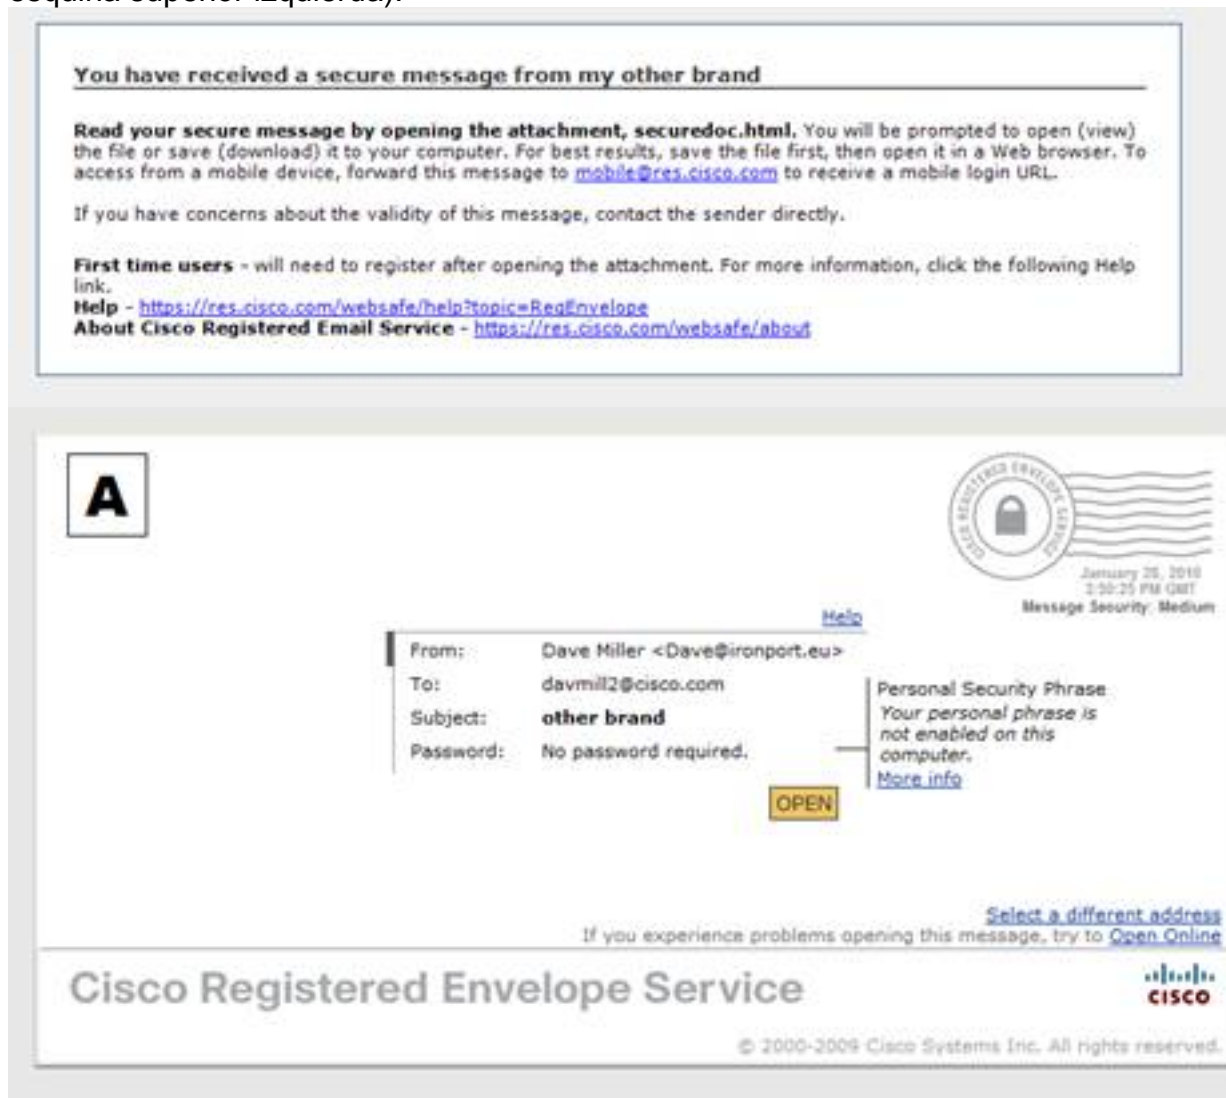 esquina superior izquierda).
You have received a secure message from my other brand
Read your secure message by opening the attachment, securedoc.html. You will be prompted to open (view)
the file or save (download) it to your computer. For best results, save the file first, then open it in a Web browser. To
access from a mobile device, forward this message to mobile@res.cisco.com to receive a mobile login URL.
If you have concerns about the validity of this message, contact the sender directly.
First time users - will need to register after opening the attachment. For more information, click the following Help
link.
Help - https://res.cisco.com/websafe/help?topic=RegEnvelope
About Cisco Registered Email Service - https://res.cisco.com/websafe/about
A
CISCO REGISTERED ENVELOPE SERVICE
January 2010
2:50:25 PM GMT
Message Security: Medium
Help
From: Dave Miller <Dave@ironport.eu>
To: davmill2@cisco.com
Subject: other brand
Password: No password required.
Personal Security Phrase
Your personal phrase is
not enabled on this
computer.
More info
OPEN
Select a different address
If you experience problems opening this message, try to Open Online
Cisco Registered Envelope Service
CISCO
© 2000-2009 Cisco Systems Inc. All rights reserved.